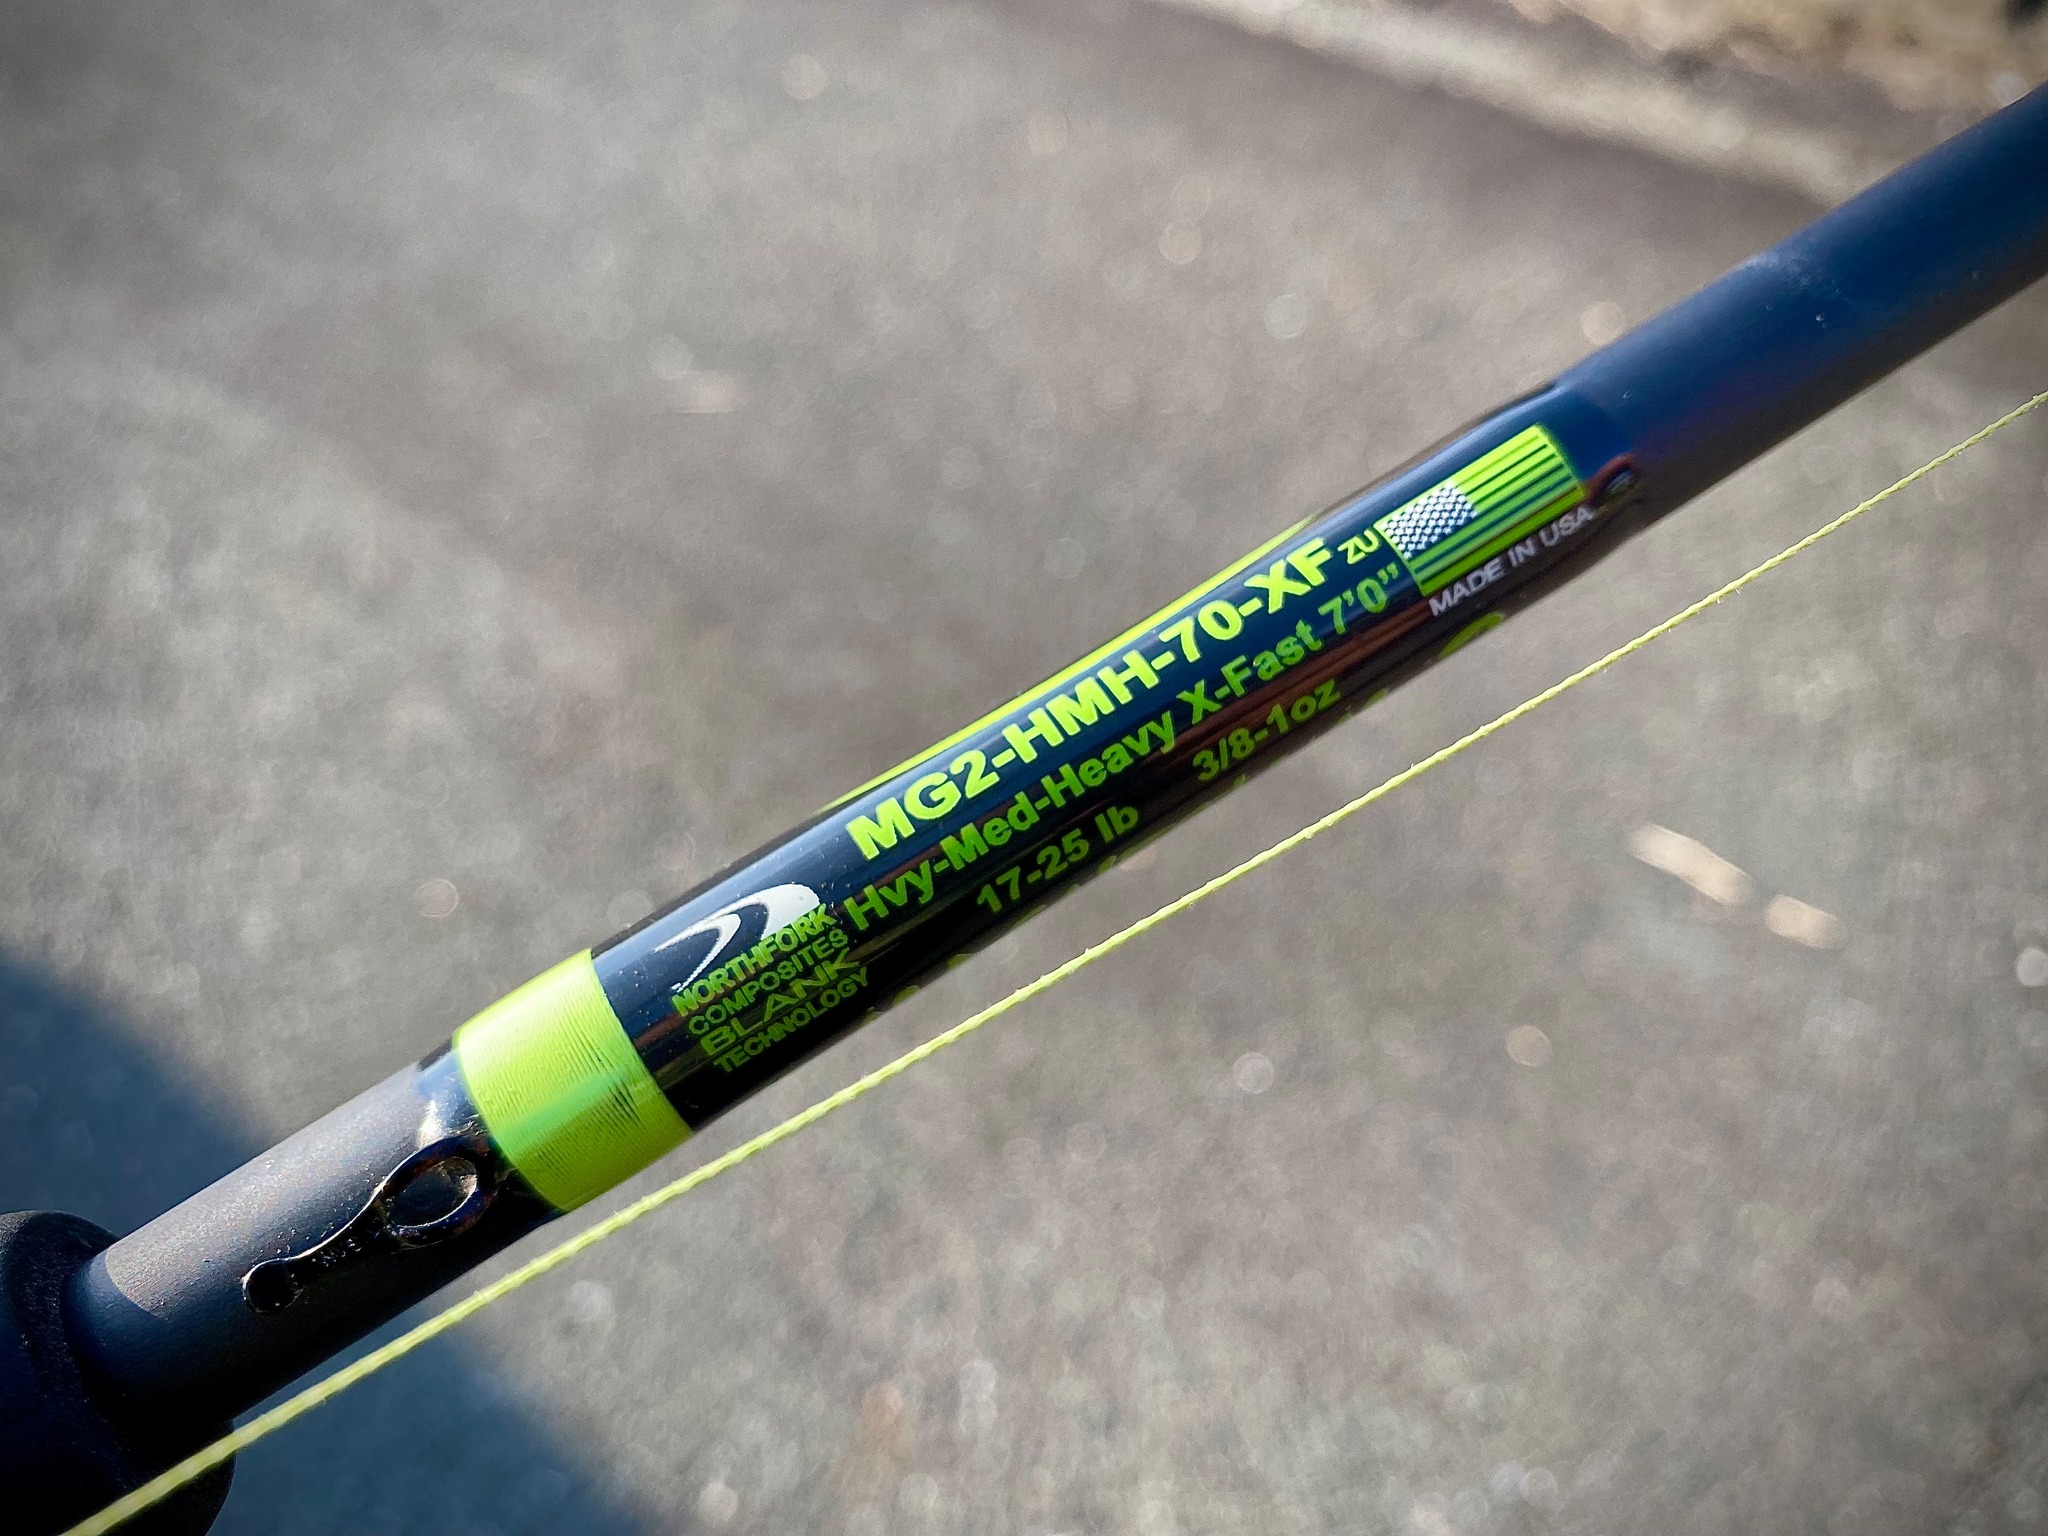 MG2-HMH-70-XF ZU
Hvy-Med-Heavy X-Fast 7'0"
17-25 lb 3/8-1oz
MADE IN USA
NORTHFORK
COMPOSITES
BLANK
TECHNOLOGY